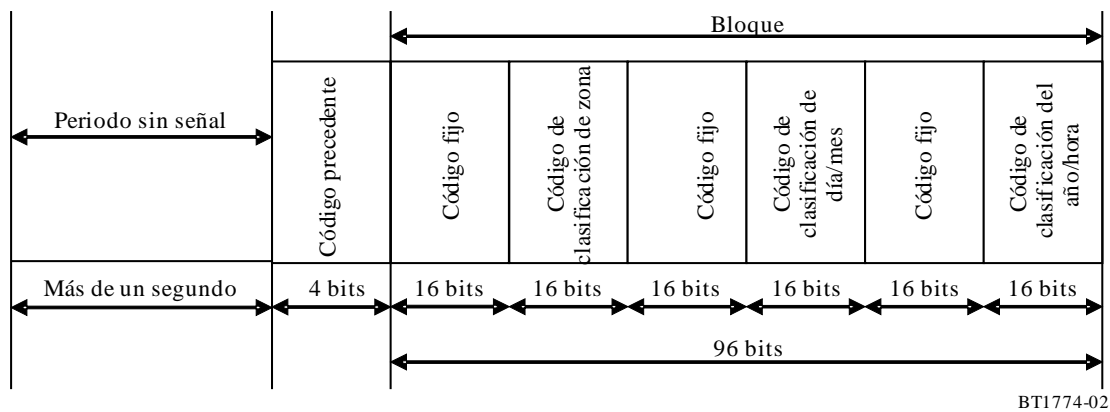 Bloque
Periodo sin señal
Código precedente
Código fijo
Código de
clasificación de zona
Código fijo
Código de
clasificación de
día/mes
Código fijo
Código de
clasificación del
año/hora
Más de un segundo
4 bits
16 bits
16 bits
16 bits
16 bits
16 bits
16 bits
96 bits
BT1774-02